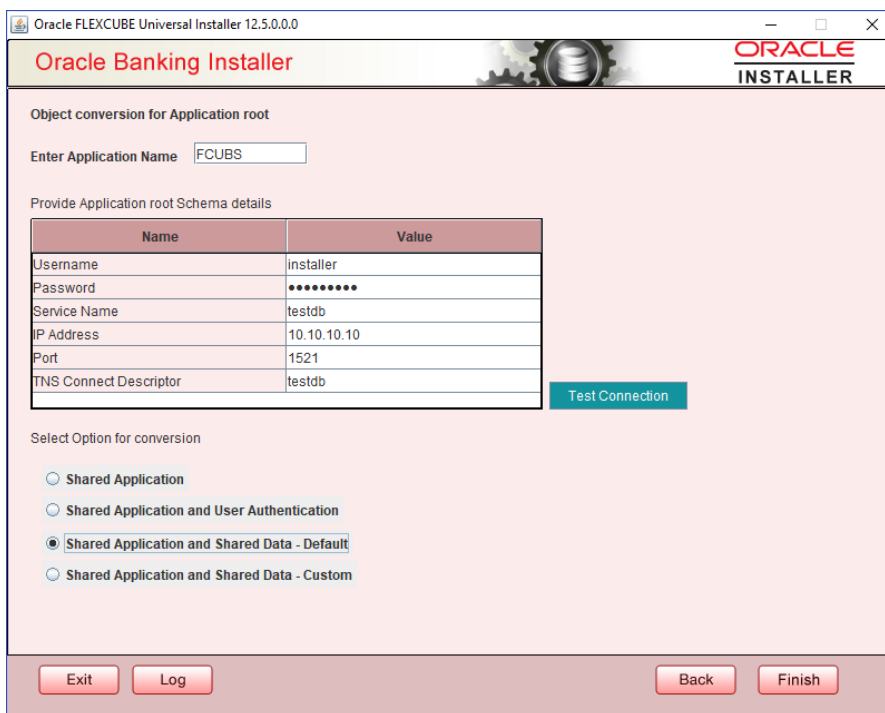 Oracle FLEXCUBE Universal Installer 12.5.0.0.0
Oracle Banking Installer
ORACLE
INSTALLER
Object conversion for Application root
Enter Application Name FCUBS
Provide Application root Schema details
Name Value
Username installer
Password •••••••••
Service Name testdb
IP Address 10.10.10.10
Port 1521
TNS Connect Descriptor testdb
Test Connection
Select Option for conversion
Shared Application
Shared Application and User Authentication
Shared Application and Shared Data - Default
Shared Application and Shared Data - Custom
Exit Log Back Finish